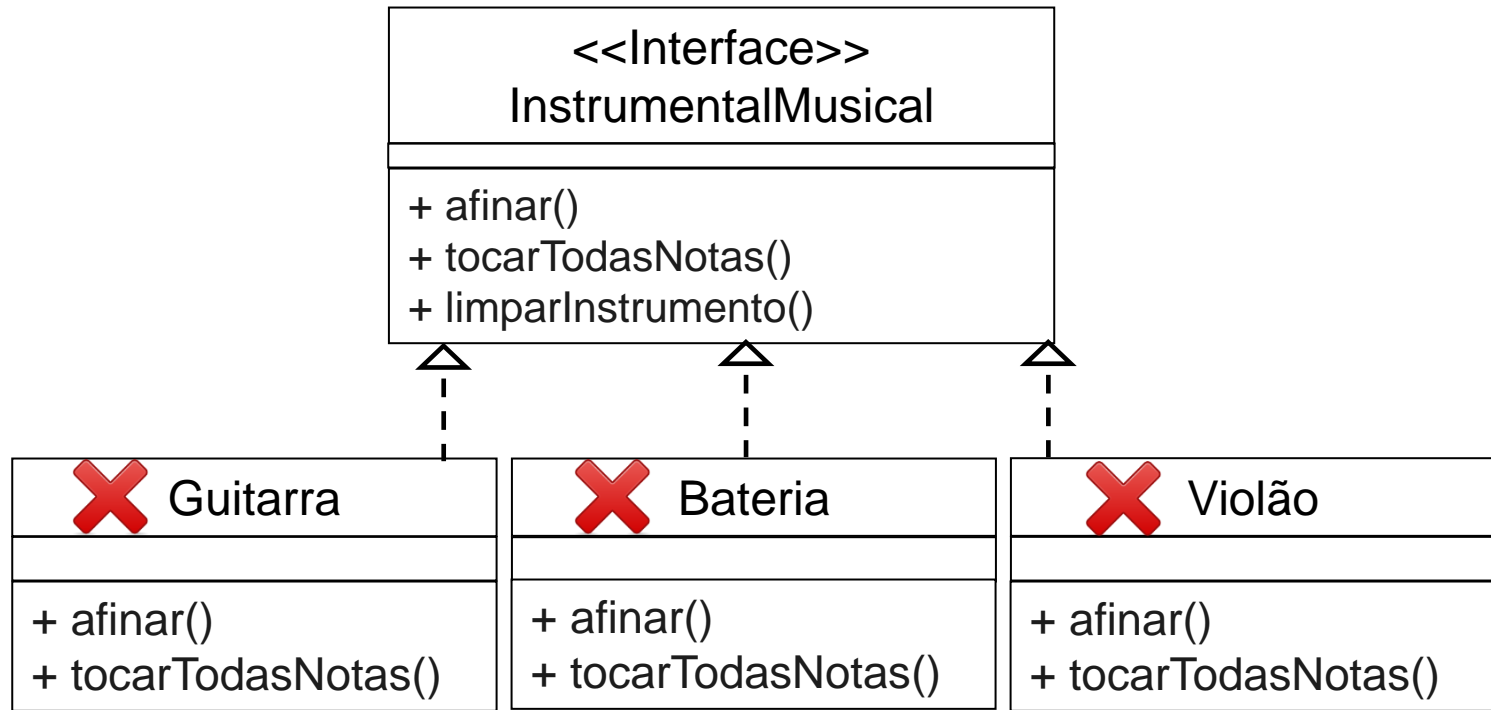 <<Interface>>
InstrumentalMusical
+ afinar()
+ tocarTodasNotas()
+ limparInstrumento()
Guitarra
+ afinar()
+ tocarTodasNotas()
Bateria
+ afinar()
+ tocarTodasNotas()
Violão
+ afinar()
+ tocarTodasNotas()